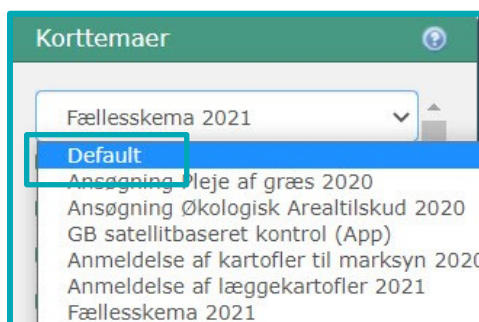 Korttemaer
Fællesskema 2021
Default
Ansøgning Pleje af græs 2020
Ansøgning Økologisk Arealtilskud 2020
GB satellitbaseret kontrol (App)
Anmeldelse af kartofler til marksyn 2020
Anmeldelse af læggekartofler 2021
Fællesskema 2021